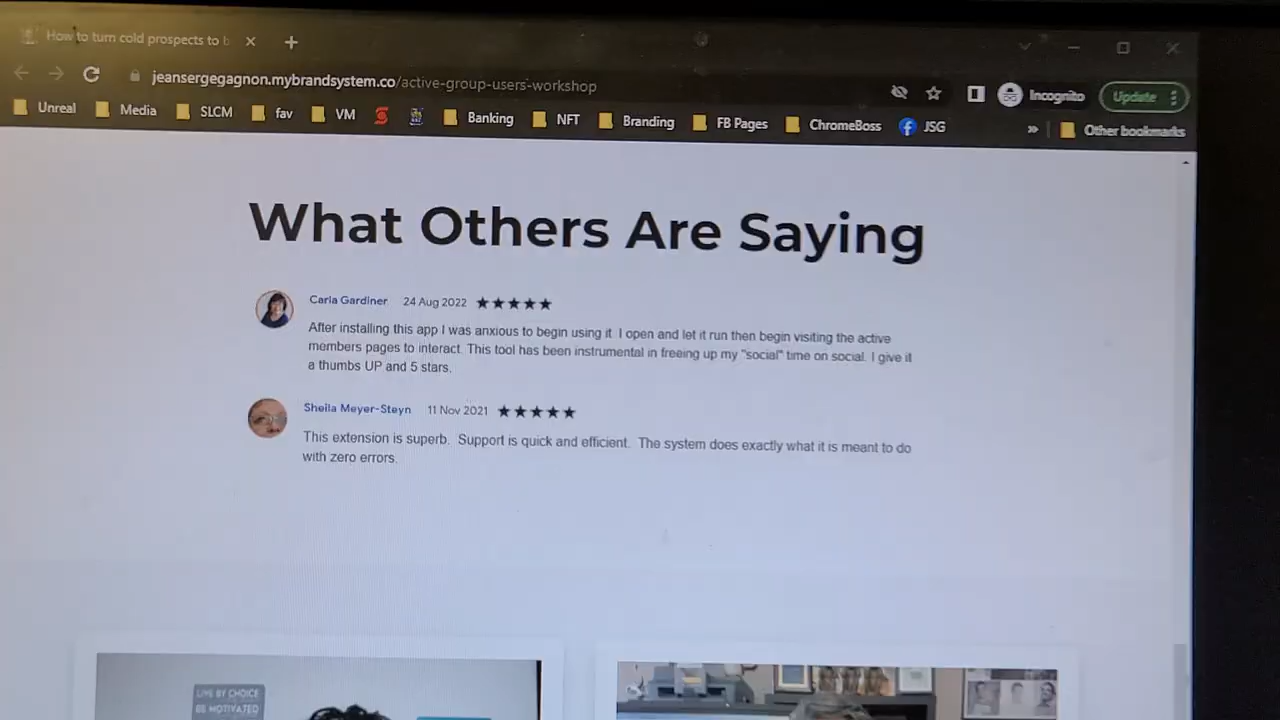 How to turn cold prospects to b
jeansergegagnon.mybrandsystem.co/active-group-users-workshop
Incognito
Update
Unreal
Media
SLCM
fav
VM
Banking
NFT
Branding
FB Pages
ChromeBoss
JSG
»
Other bookmarks
What Others Are Saying
Carla Gardiner 24 Aug 2022 ★★★★★
After installing this app I was anxious to begin using it. I open and let it run then begin visiting the active
members pages to interact. This tool has been instrumental in freeing up my "social" time on social. I give it
a thumbs UP and 5 stars.
Sheila Meyer-Steyn 11 Nov 2021 ★★★★★
This extension is superb. Support is quick and efficient. The system does exactly what it is meant to do
with zero errors.
LIVE BY CHOICE
BE MOTIVATED